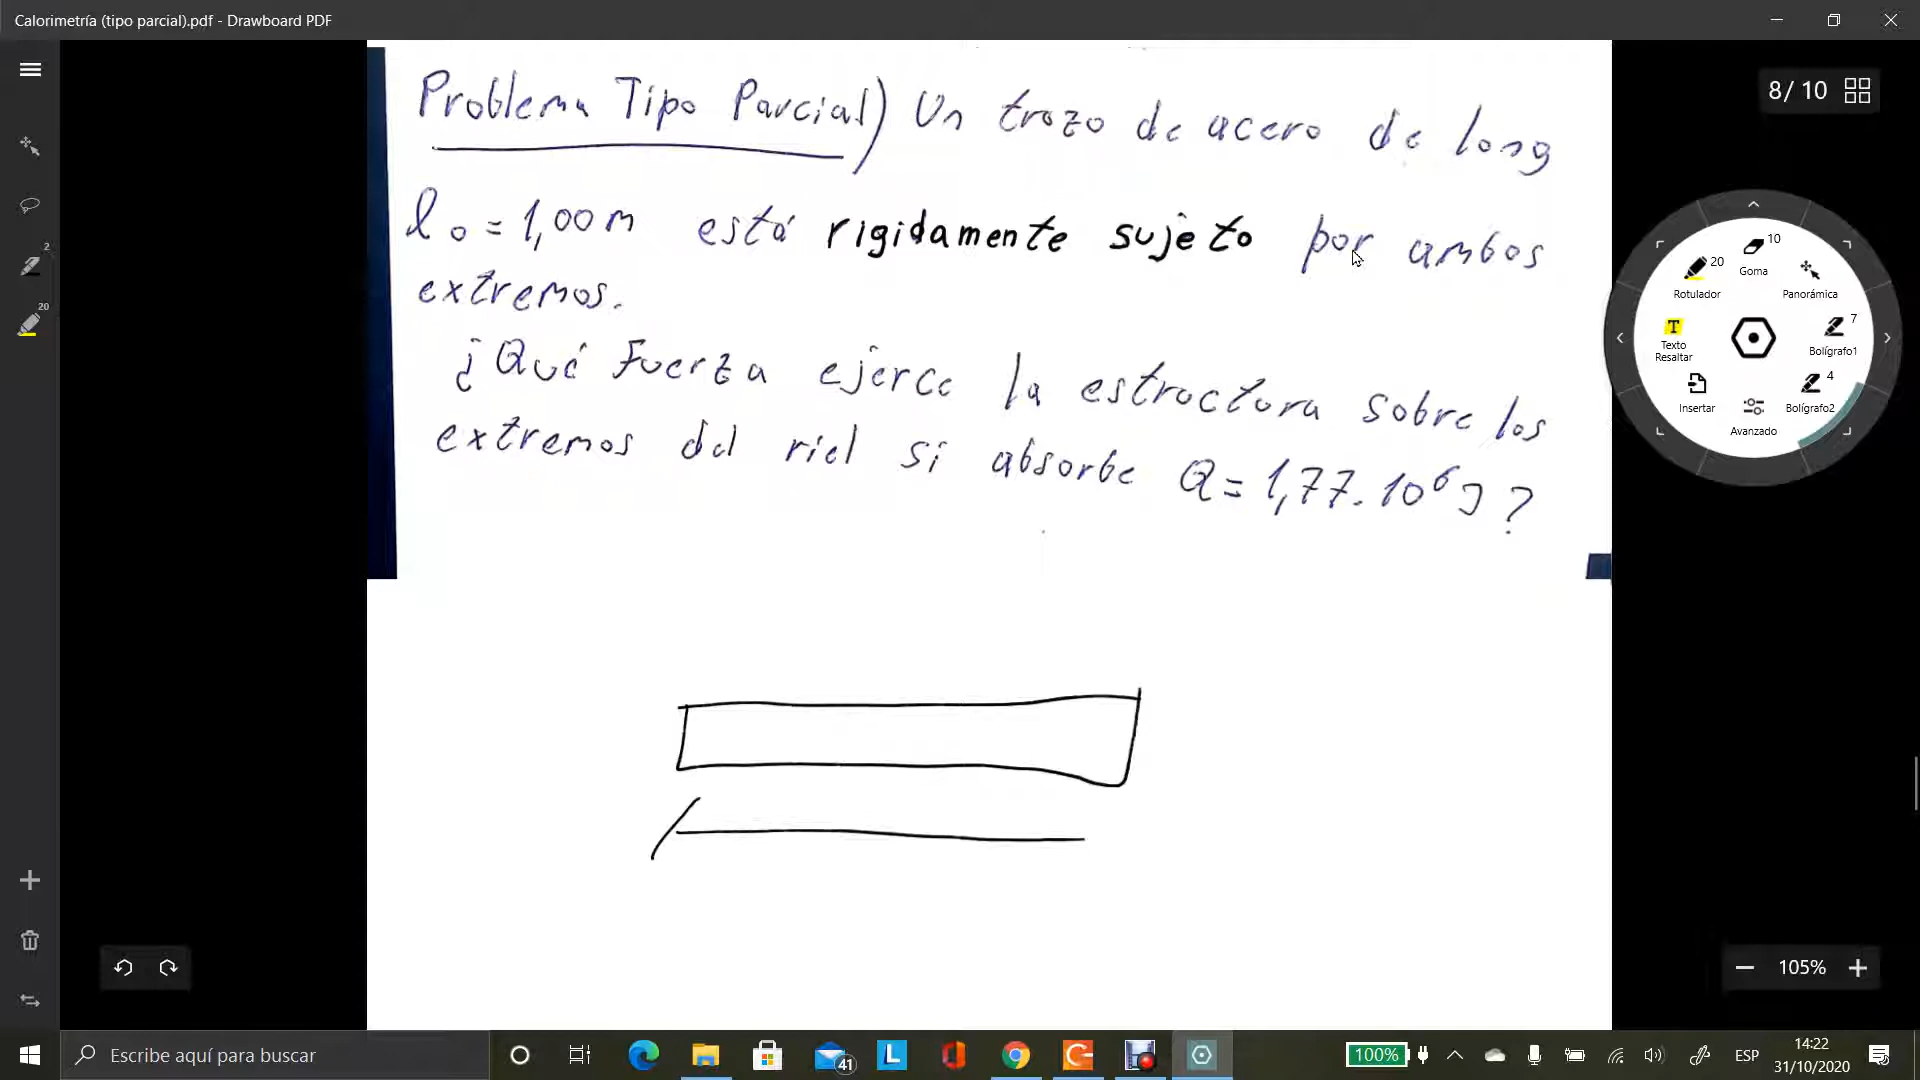 Calorimetría (tipo parcial).pdf - Drawboard PDF
8/ 10
Problema Tipo Parcial) Un trozo de acero de long
lo = 1,00 m está rigidamente sujeto por ambos
extremos.
¿Qué Fuerza ejerce la estructura sobre los
extremos del riel si absorbe Q = 1,77. 10⁶ J ?
2
20
10
Goma
20
Rotulador
Panorámica
T
Texto
Resaltar
7
Bolígrafo1
Insertar
4
Bolígrafo2
Avanzado
105%
Escribe aquí para buscar
41
L
100%
ESP
14:22
31/10/2020